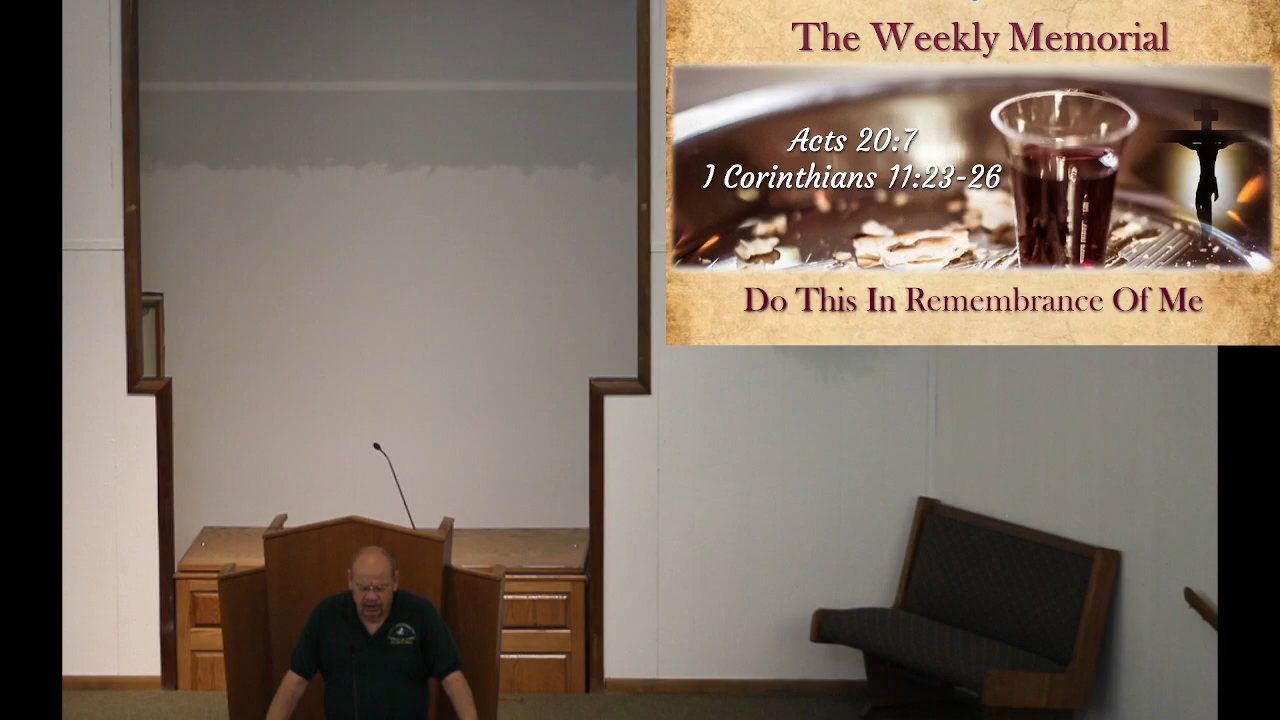 The Weekly Memorial
Acts 20:7
1 Corinthians 11:23-26
Do This In Remembrance Of Me